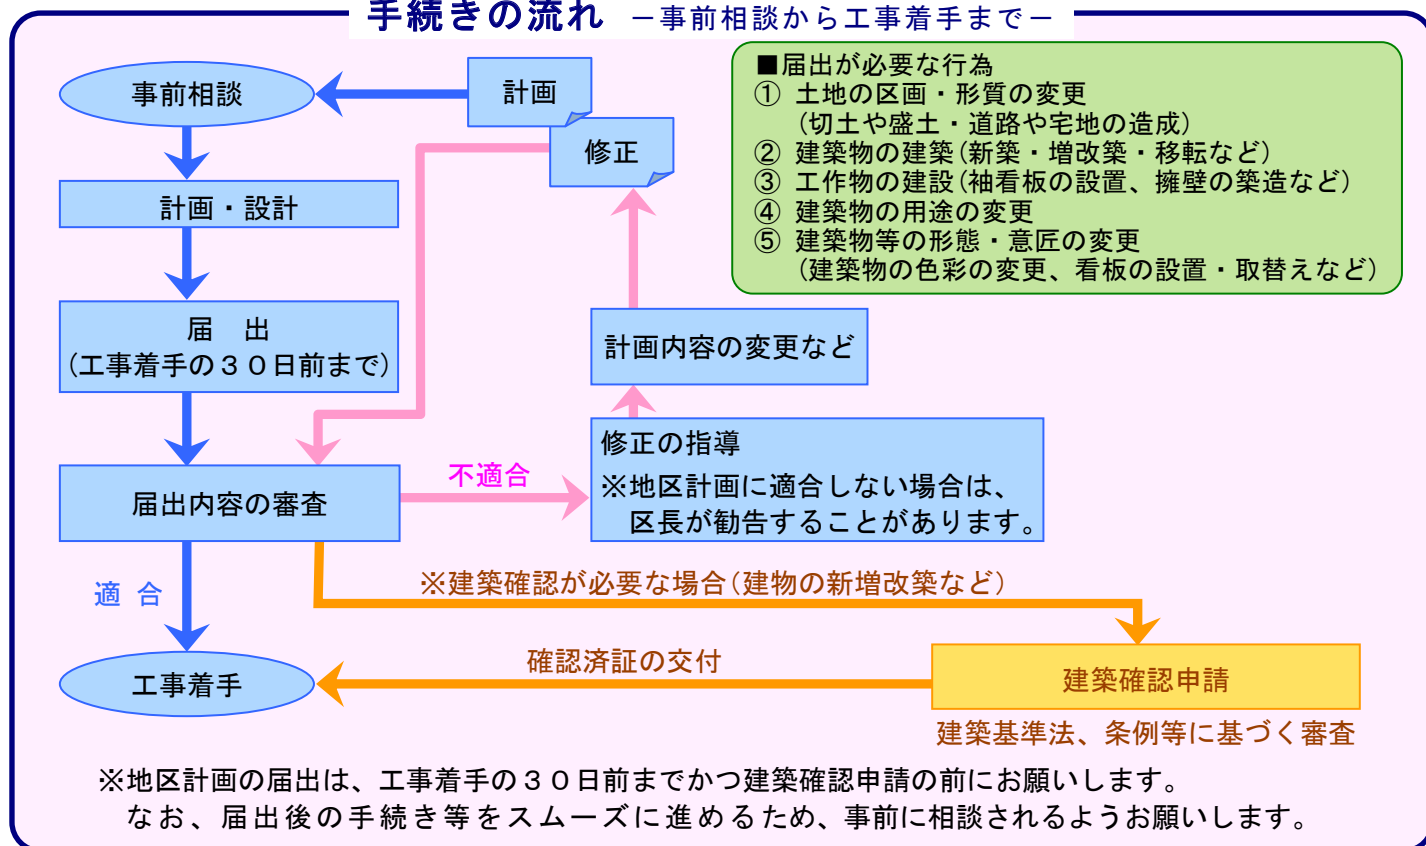 手続きの流れ －事前相談から工事着手まで－
事前相談
計画
修正
計画・設計
届　出
(工事着手の３０日前まで)
届出内容の審査
不適合
修正の指導
※地区計画に適合しない場合は、
区長が勧告することがあります。
計画内容の変更など
■届出が必要な行為
① 土地の区画・形質の変更
(切土や盛土・道路や宅地の造成)
② 建築物の建築(新築・増改築・移転など)
③ 工作物の建設(袖看板の設置、擁壁の築造など)
④ 建築物の用途の変更
⑤ 建築物等の形態・意匠の変更
(建築物の色彩の変更、看板の設置・取替えなど)
適 合
※建築確認が必要な場合(建物の新増改築など)
工事着手
確認済証の交付
建築確認申請
建築基準法、条例等に基づく審査
※地区計画の届出は、工事着手の３０日前までかつ建築確認申請の前にお願いします。
なお、届出後の手続き等をスムーズに進めるため、事前に相談されるようお願いします。